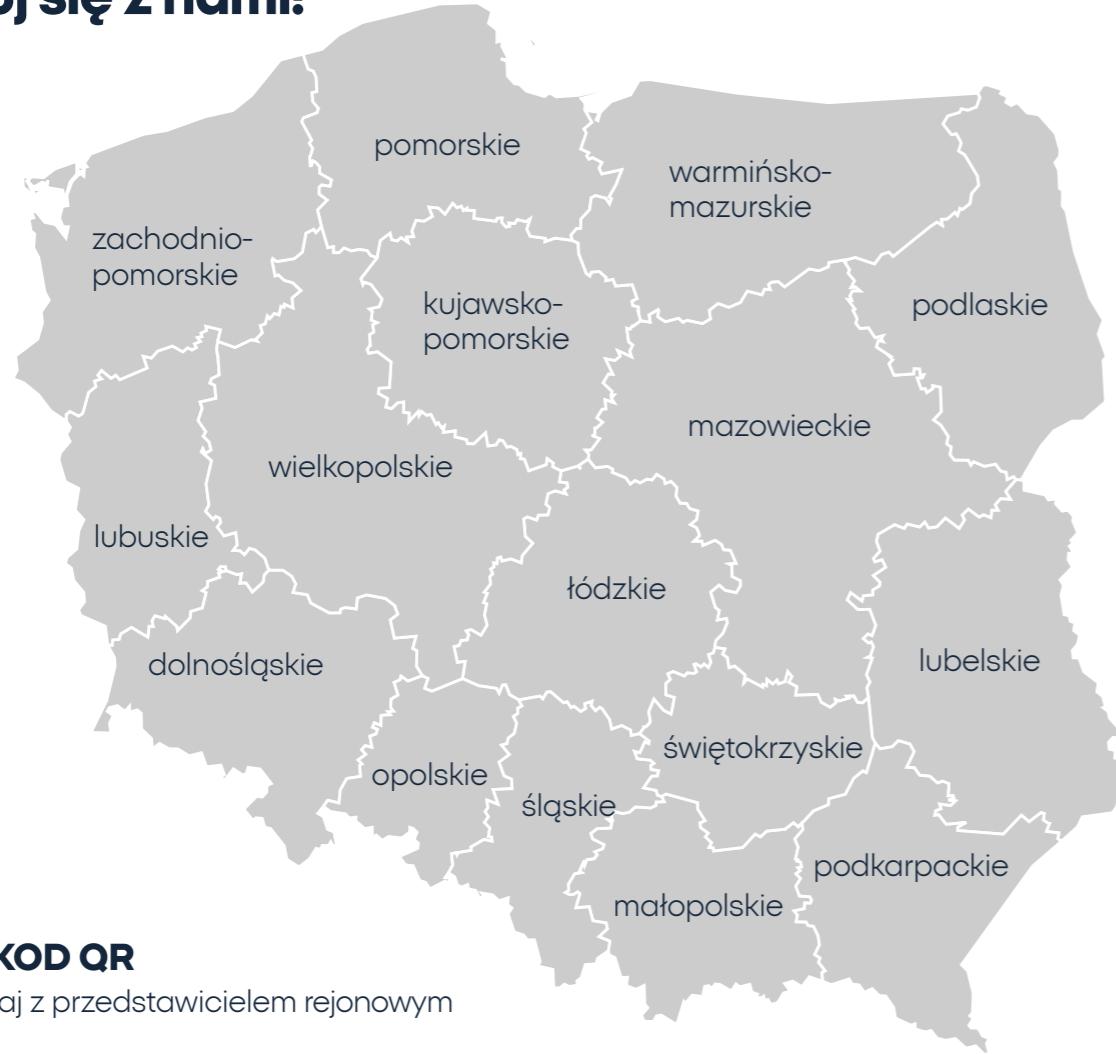 się z nami!
pomorskie
warmińsko-
mazurskie
zachodnio-
pomorskie
kujawsko-
pomorskie
podlaskie
mazowieckie
wielkopolskie
lubuskie
łódzkie
dolnośląskie
lubelskie
świętokrzyskie
opolskie
śląskie
podkarpackie
małopolskie
KOD QR
aj z przedstawicielem rejonowym